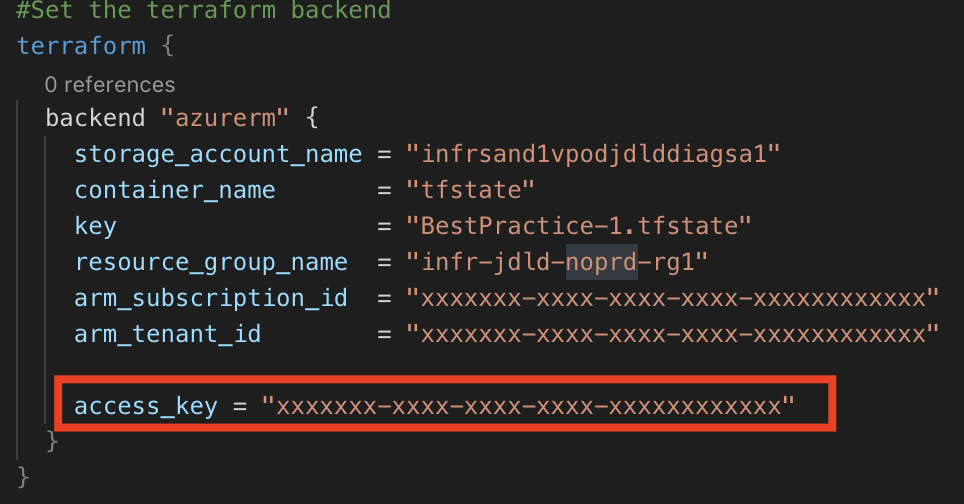 #Set the terraform backend
terraform {
0 references
backend "azurerm" {
storage_account_name = "infrsand1vpodjdlddiagsa1"
container_name = "tfstate"
key = "BestPractice-1.tfstate"
resource_group_name = "infr-jdld-noprd-rg1"
arm_subscription_id = "xxxxxxx-xxxx-xxxx-xxxx-xxxxxxxxxxxx"
arm_tenant_id = "xxxxxxx-xxxx-xxxx-xxxx-xxxxxxxxxxxx"
access_key = "xxxxxxx-xxxx-xxxx-xxxx-xxxxxxxxxxxx"
}
}